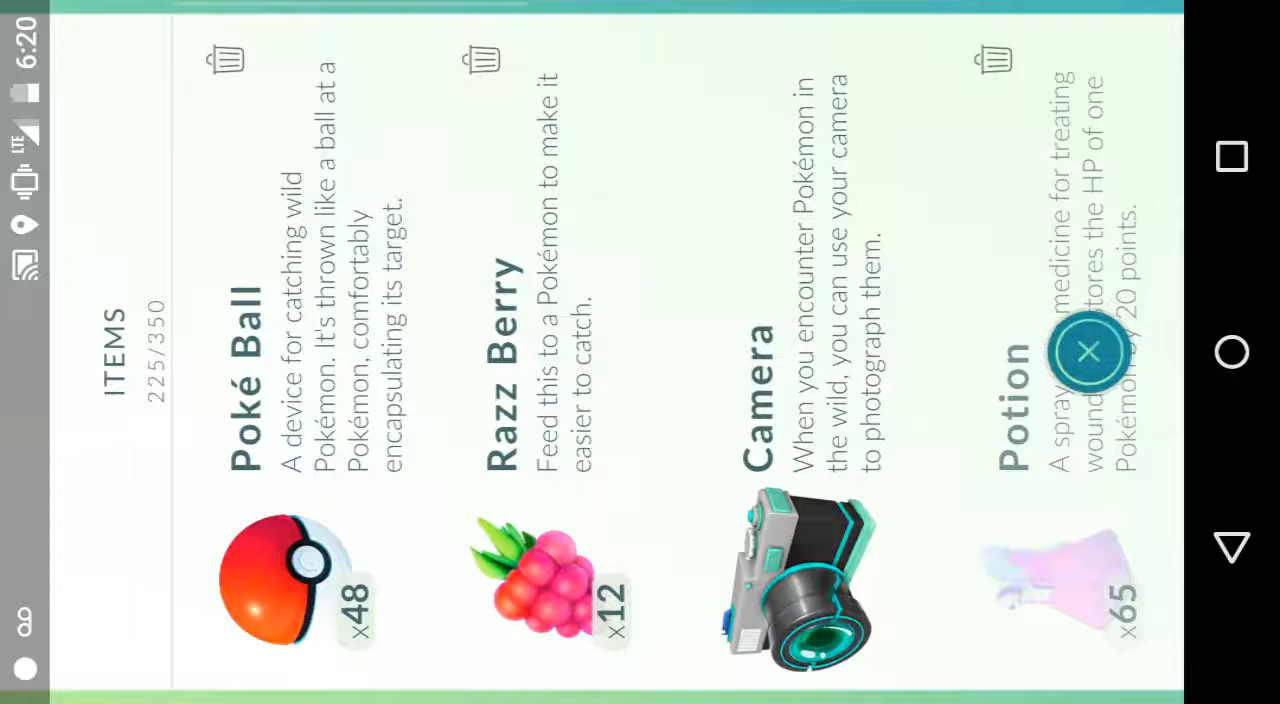 LTE 6:20
ITEMS
225/350
Poké Ball
A device for catching wild
Pokémon. It's thrown like a ball at a
Pokémon, comfortably
encapsulating its target.
x48
Razz Berry
Feed this to a Pokémon to make it
easier to catch.
x12
Camera
When you encounter Pokémon in
the wild, you can use your camera
to photograph them.
Potion
A spray medicine for treating
wound tores the HP of one
Pokémon by 20 points.
x65